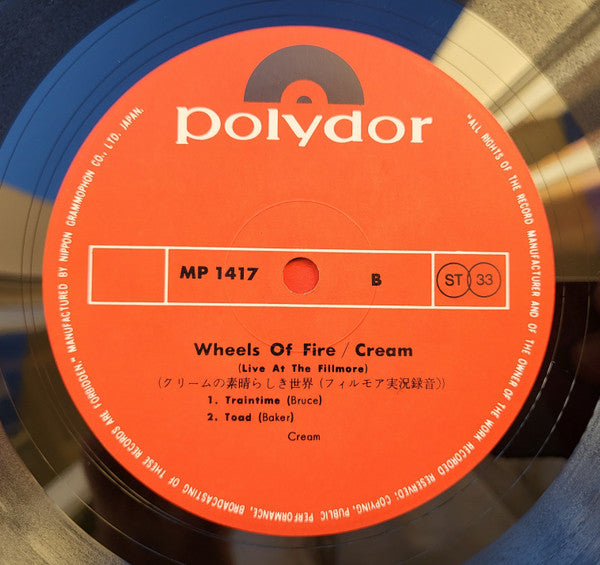 polydor
MP 1417
B
ST 33
Wheels Of Fire / Cream
(Live At The Fillmore)
(クリームの素晴らしき世界 (フィルモア実況録音))
1. Traintime (Bruce)
2. Toad (Baker)
Cream
"ALL RIGHTS OF THE RECORD MANUFACTURER AND OF THE OWNER OF THE WORK RECORDED RESERVED; COPYING, PUBLIC PERFORMANCE, BROADCASTING OF THESE RECORDS ARE FORBIDDEN" MANUFACTURED BY NIPPON GRAMMOPHON CO., LTD. JAPAN.